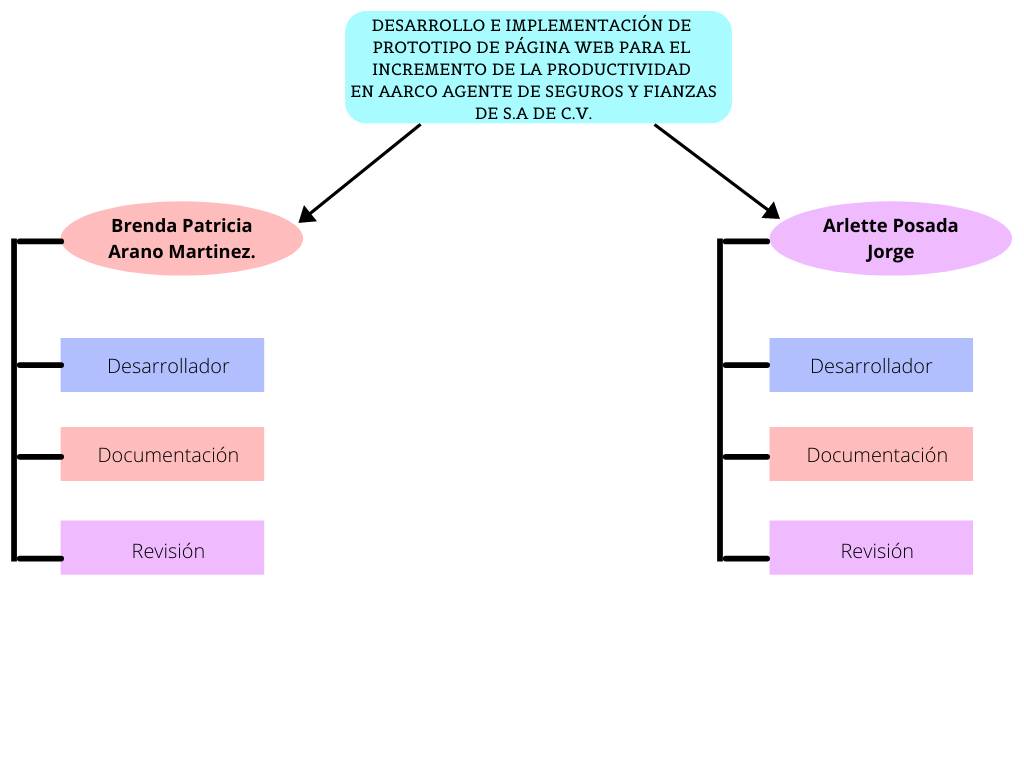 DESARROLLO E IMPLEMENTACIÓN DE
PROTOTIPO DE PÁGINA WEB PARA EL
INCREMENTO DE LA PRODUCTIVIDAD
EN AARCO AGENTE DE SEGUROS Y FIANZAS
DE S.A DE C.V.
Brenda Patricia
Arano Martinez.
Desarrollador
Documentación
Revisión
Arlette Posada
Jorge
Desarrollador
Documentación
Revisión